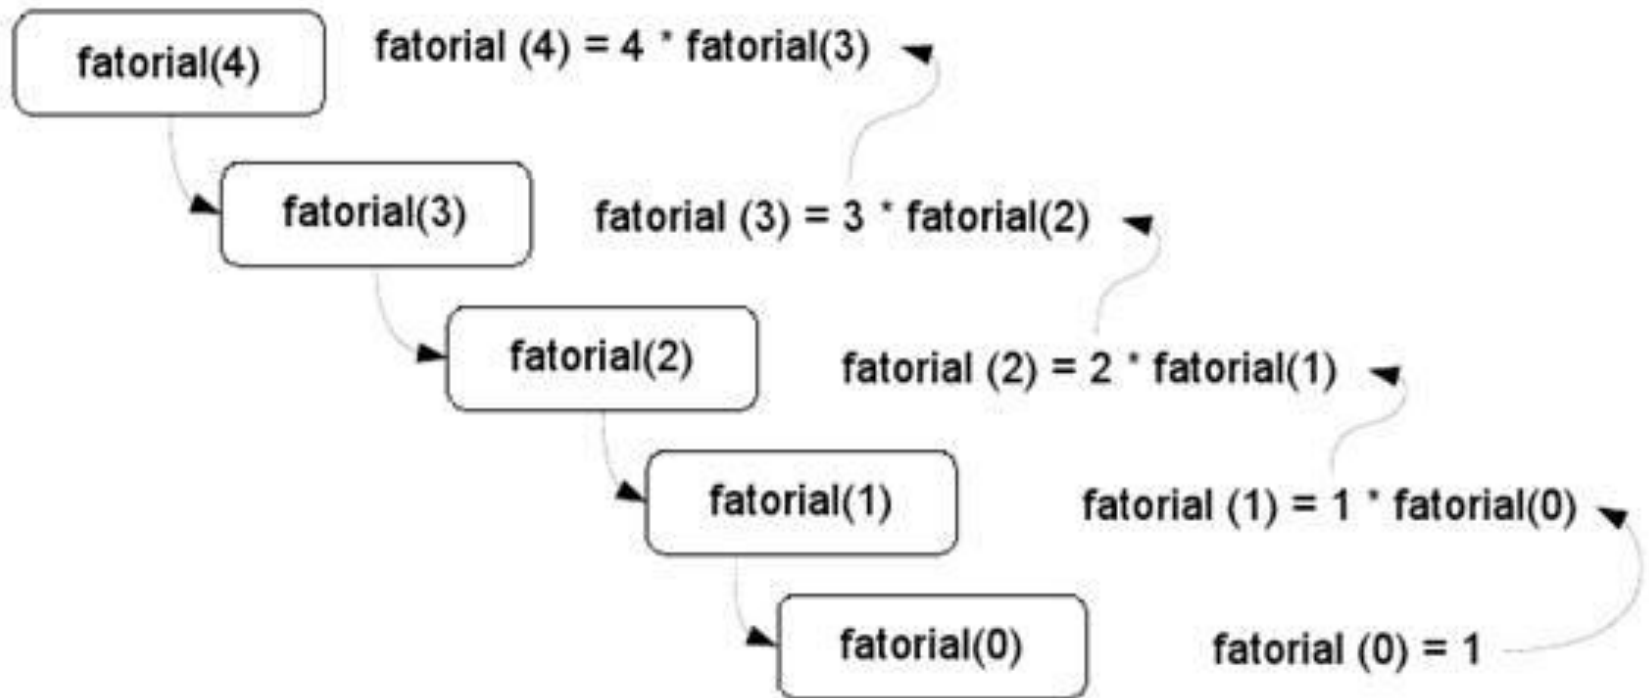 fatorial(4)
fatorial (4) = 4 * fatorial(3)
fatorial(3)
fatorial (3) = 3 * fatorial(2)
fatorial(2)
fatorial (2) = 2 * fatorial(1)
fatorial(1)
fatorial (1) = 1 * fatorial(0)
fatorial(0)
fatorial (0) = 1